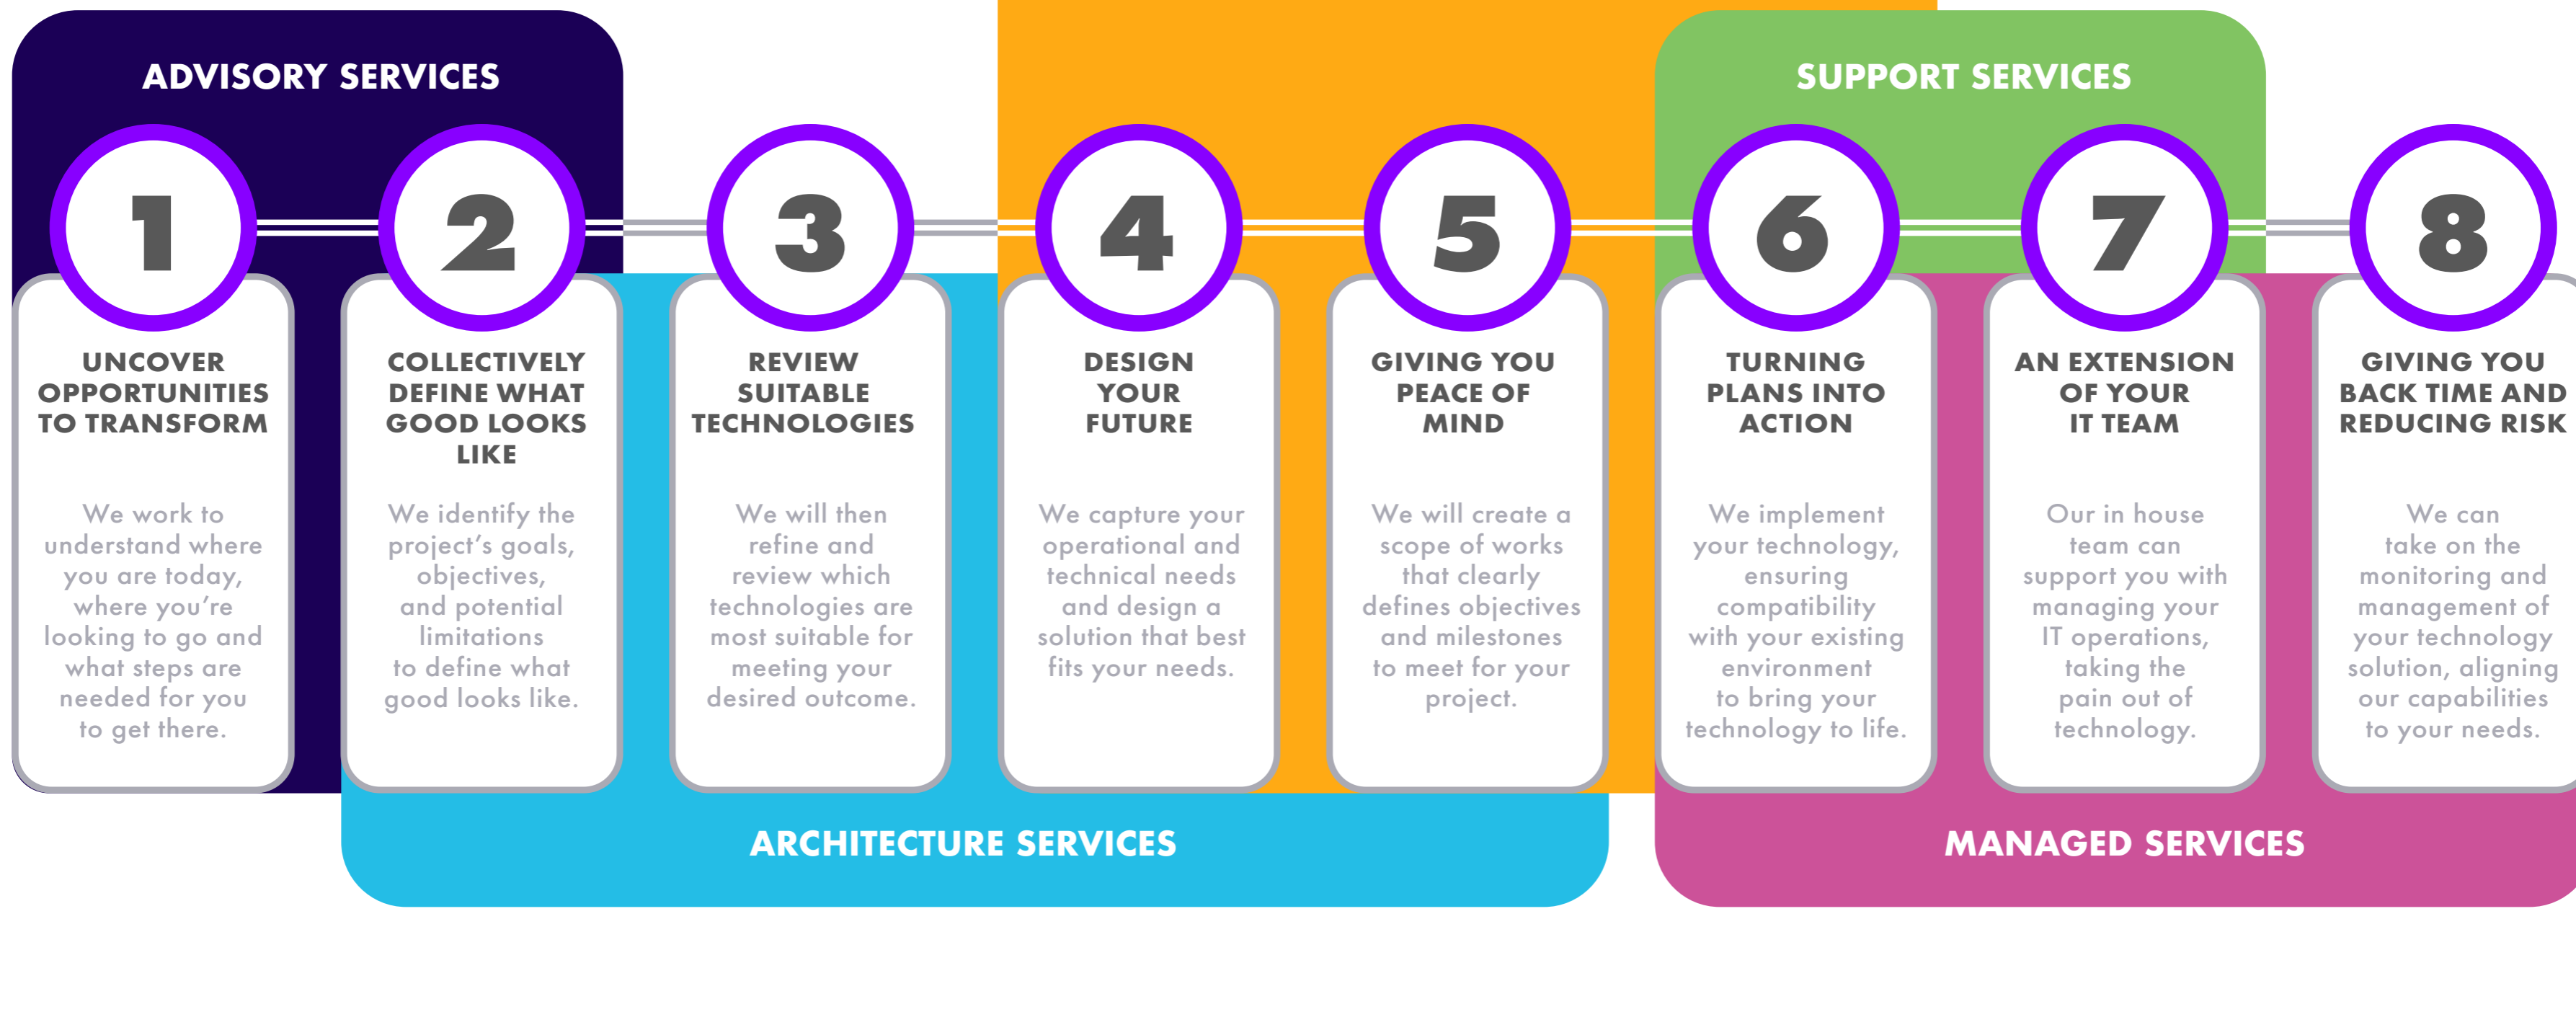 ADVISORY SERVICES
SUPPORT SERVICES
1
UNCOVER
OPPORTUNITIES
TO TRANSFORM
We work to
understand where
you are today,
where you're
looking to go and
what steps are
needed for you
to get there.
2
COLLECTIVELY
DEFINE WHAT
GOOD LOOKS
LIKE
We identify the
project's goals,
objectives,
and potential
limitations
to define what
good looks like.
3
REVIEW
SUITABLE
TECHNOLOGIES
We will then
refine and
review which
technologies are
most suitable for
meeting your
desired outcome.
4
DESIGN
YOUR
FUTURE
We capture your
operational and
technical needs
and design a
solution that best
fits your needs.
5
GIVING YOU
PEACE OF
MIND
We will create a
scope of works
that clearly
defines objectives
and milestones
to meet for your
project.
6
TURNING
PLANS INTO
ACTION
We implement
your technology,
ensuring
compatibility
with your existing
environment
to bring your
technology to life.
7
AN EXTENSION
OF YOUR
IT TEAM
Our in house
team can
support you with
managing your
IT operations,
taking the
pain out of
technology.
8
GIVING YOU
BACK TIME AND
REDUCING RISK
We can
take on the
monitoring and
management of
your technology
solution, aligning
our capabilities
to your needs.
ARCHITECTURE SERVICES
MANAGED SERVICES